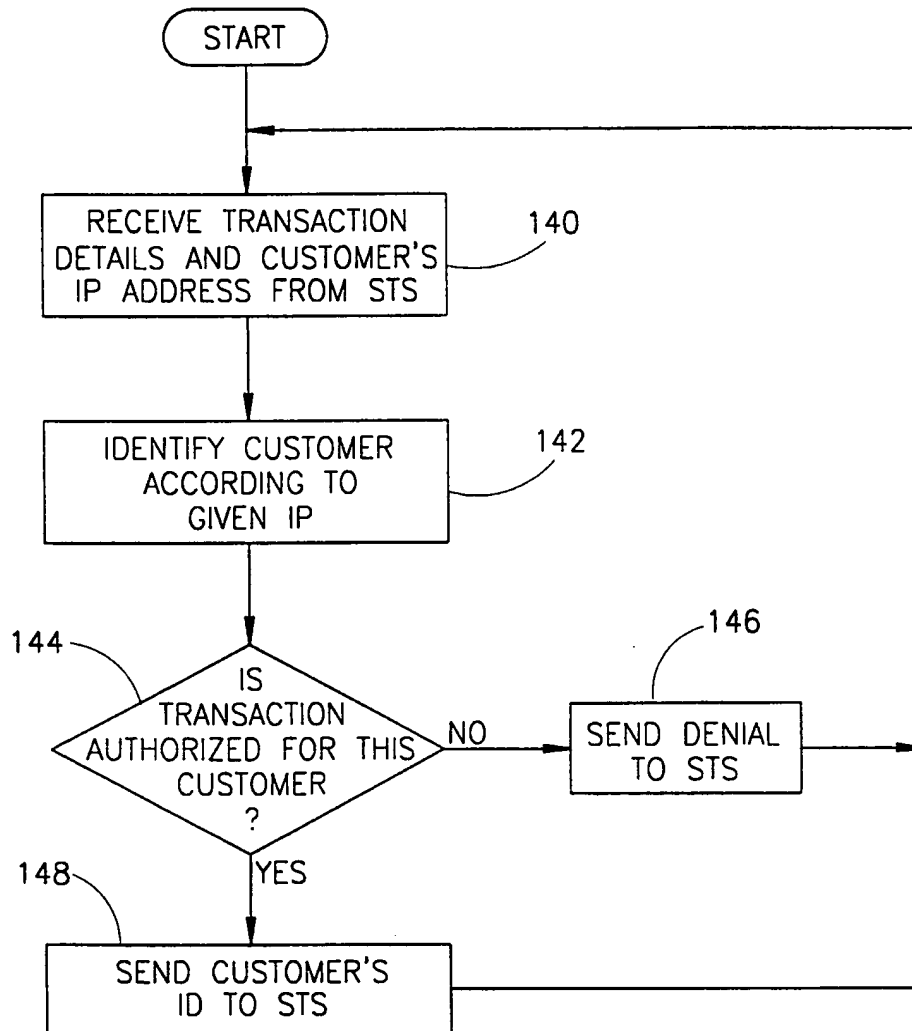 START
RECEIVE TRANSACTION
DETAILS AND CUSTOMER'S
IP ADDRESS FROM STS
140
IDENTIFY CUSTOMER
ACCORDING TO
GIVEN IP
142
144
IS
TRANSACTION
AUTHORIZED FOR THIS
CUSTOMER
?
NO
146
SEND DENIAL
TO STS
YES
148
SEND CUSTOMER'S
ID TO STS